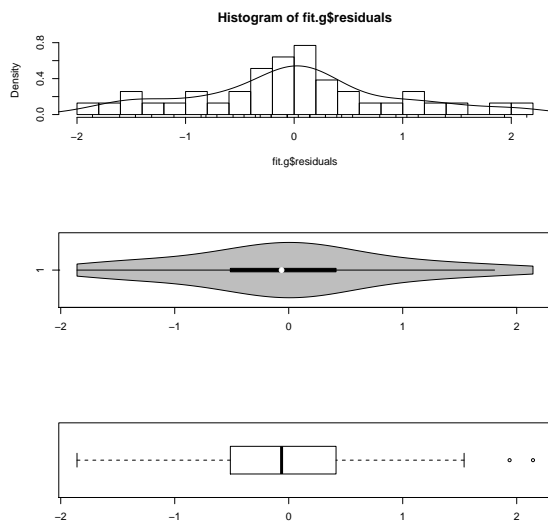 Histogram of fit.g$residuals
Density
0.0 0.4 0.8
−2 −1 0 1 2
fit.g$residuals
1
−2 −1 0 1 2
−2 −1 0 1 2